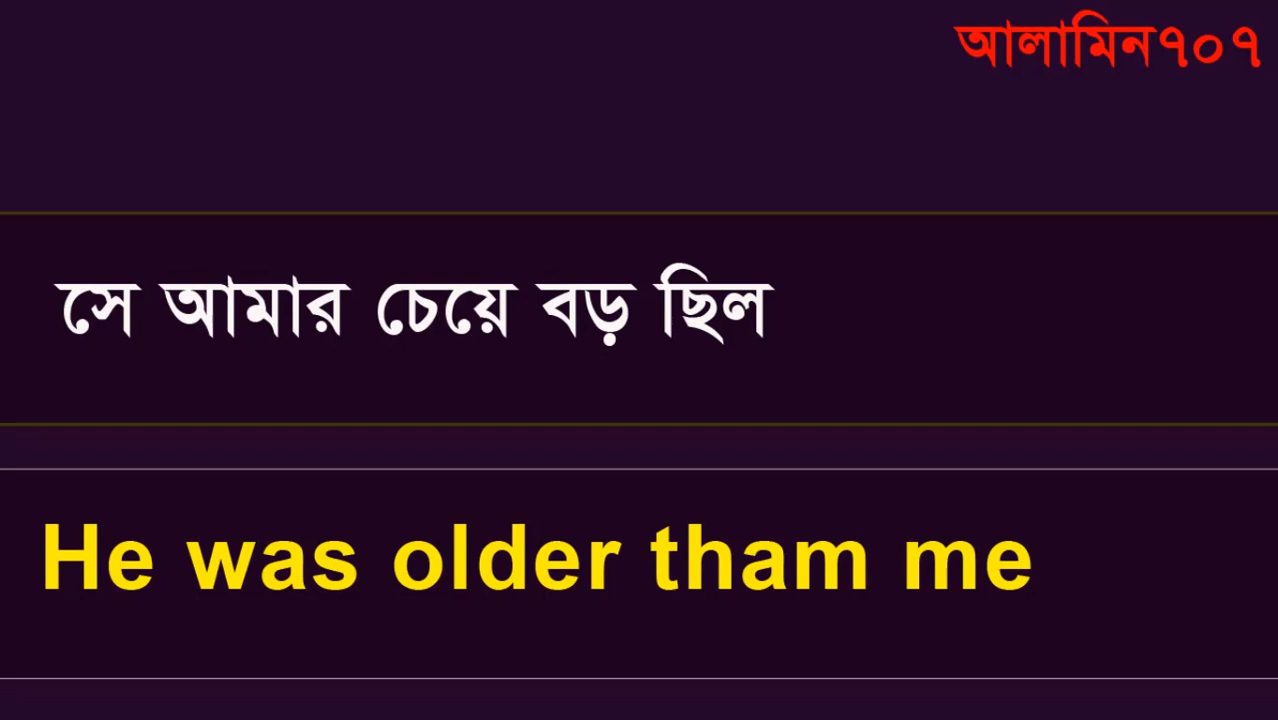 আলামিন৭০৭
সে আমার চেয়ে বড় ছিল
He was older tham me